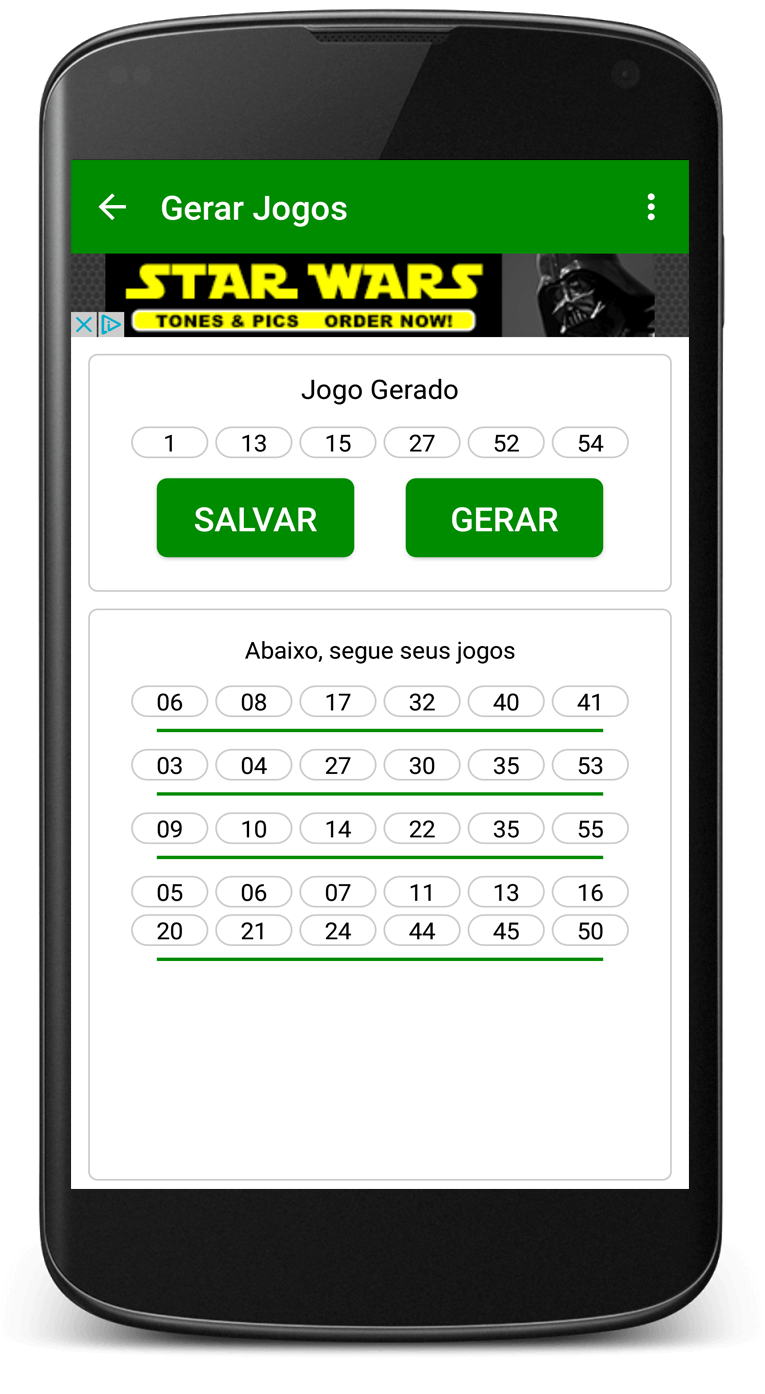 Gerar Jogos
STAR WARS
TONES & PICS ORDER NOW!
Jogo Gerado
1 13 15 27 52 54
SALVAR GERAR
Abaixo, segue seus jogos
06 08 17 32 40 41
03 04 27 30 35 53
09 10 14 22 35 55
05 06 07 11 13 16
20 21 24 44 45 50